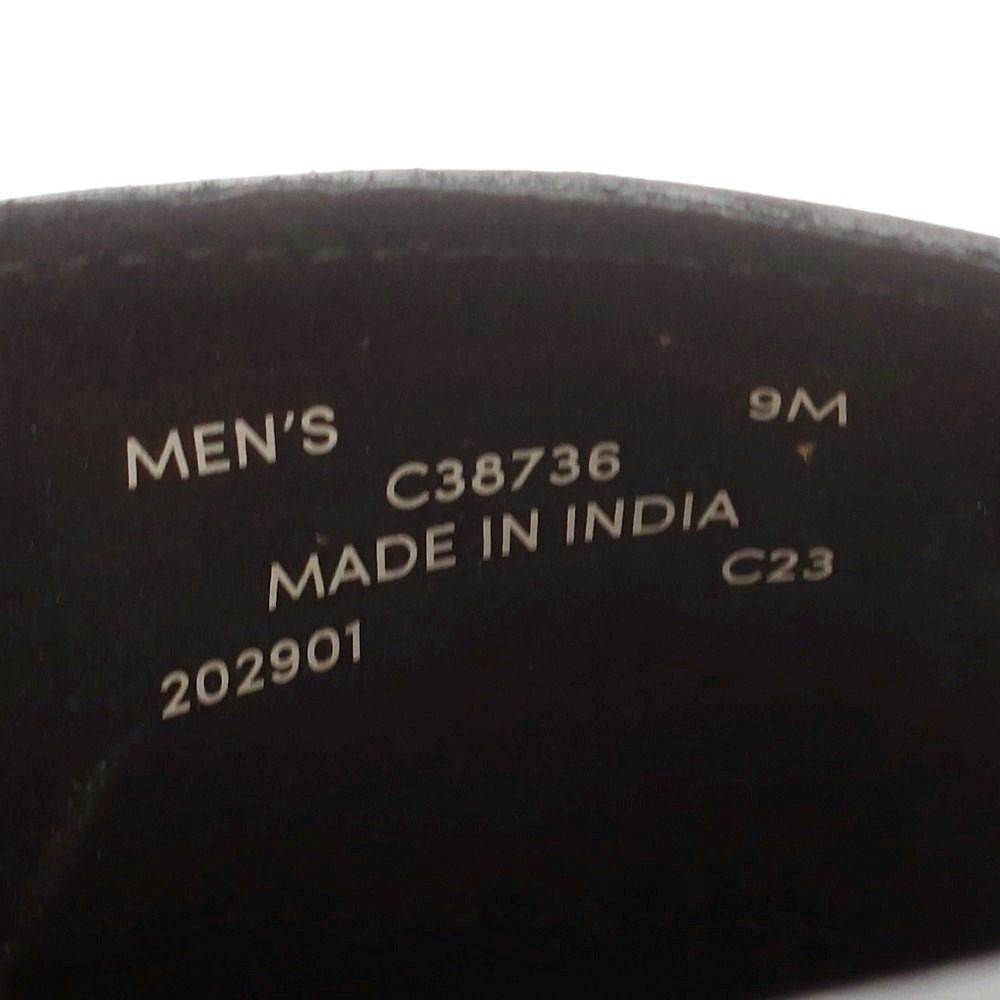 MEN'S 9M
C38736
MADE IN INDIA
C23
202901